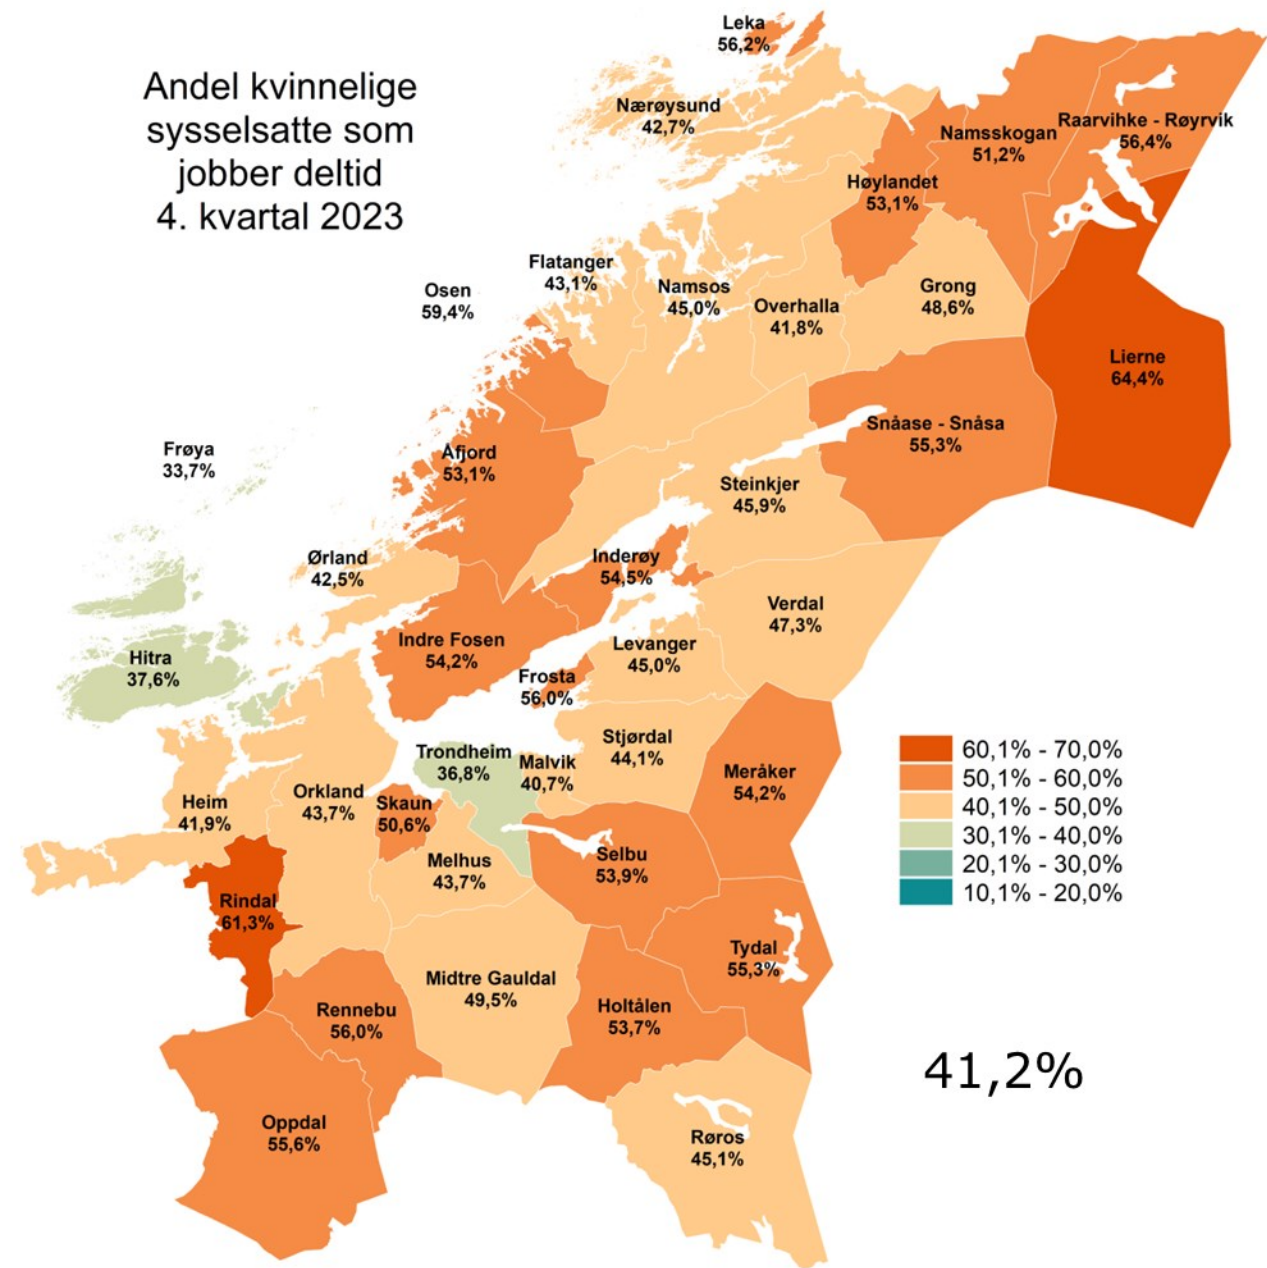 Andel kvinnelige
sysselsatte som
jobber deltid
4. kvartal 2023
Leka
56,2%
Nærøysund
42,7%
Raarvihke - Røyrvik
56,4%
Namsskogan
51,2%
Høylandet
53,1%
Flatanger
43,1%
Osen
59,4%
Namsos
45,0%
Overhalla
41,8%
Grong
48,6%
Lierne
64,4%
Snåase - Snåsa
55,3%
Frøya
33,7%
Åfjord
53,1%
Steinkjer
45,9%
Ørland
42,5%
Inderøy
54,5%
Verdal
47,3%
Hitra
37,6%
Indre Fosen
54,2%
Levanger
45,0%
Frosta
56,0%
Stjørdal
44,1%
Trondheim
36,8%
Malvik
40,7%
Meråker
54,2%
Heim
41,9%
Orkland
43,7%
Skaun
50,6%
Melhus
43,7%
Selbu
53,9%
Rindal
61,3%
Tydal
55,3%
Midtre Gauldal
49,5%
Rennebu
56,0%
Holtålen
53,7%
Oppdal
55,6%
Røros
45,1%
60,1% - 70,0%
50,1% - 60,0%
40,1% - 50,0%
30,1% - 40,0%
20,1% - 30,0%
10,1% - 20,0%
41,2%